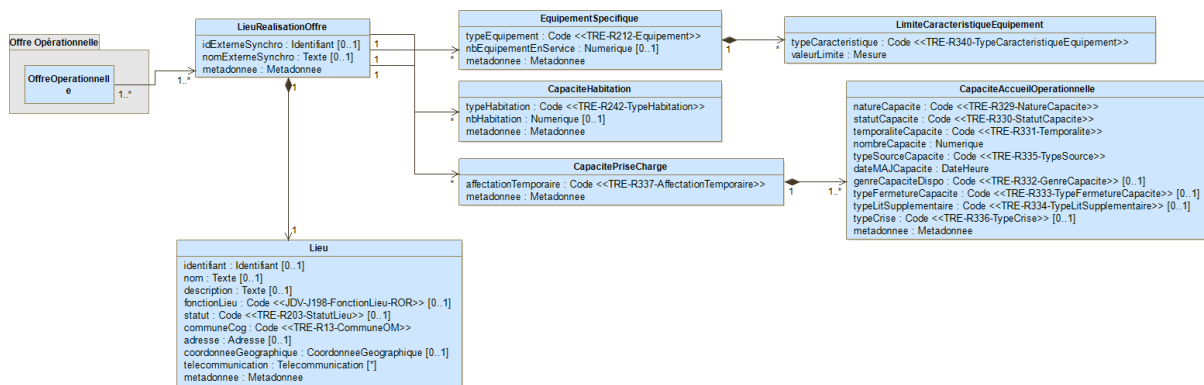 Offre Opérationnelle
OffreOperationnell
e
1..*
1..*
LieuRealisationOffre
idExterneSynchro : Identifiant [0..1]
nomExterneSynchro : Texte [0..1]
metadonnee : Metadonnee
1
1
1
1
*
*
*
1
EquipementSpecifique
typeEquipement : Code <<TRE-R212-Equipement>>
nbEquipementEnService : Numerique [0..1]
metadonnee : Metadonnee
1
*
LimiteCaracteristiqueEquipement
typeCaracteristique : Code <<TRE-R340-TypeCaracteristiqueEquipement>>
valeurLimite : Mesure
CapaciteHabitation
typeHabitation : Code <<TRE-R242-TypeHabitation>>
nbHabitation : Numérique [0..1]
metadonnee : Metadonnee
CapacitePriseCharge
affectationTemporaire : Code <<TRE-R337-AffectationTemporaire>>
metadonnee : Metadonnee
1
1..*
CapaciteAccueilOperationnelle
natureCapacite : Code <<TRE-R329-NatureCapacite>>
statutCapacite : Code <<TRE-R330-StatutCapacite>>
temporaliteCapacite : Code <<TRE-R331-Temporalite>>
nombreCapacite : Numerique
typeSourceCapacite : Code <<TRE-R335-TypeSource>>
dateMAJCapacite : DateHeure
genreCapaciteDispo : Code <<TRE-R332-GenreCapacite>> [0..1]
typeFermetureCapacite : Code <<TRE-R333-TypeFermetureCapacite>> [0..1]
typeLitSupplementaire : Code <<TRE-R334-TypeLitSupplementaire>> [0..1]
typeCrise : Code <<TRE-R336-TypeCrise>> [0..1]
metadonnee : Metadonnee
Lieu
identifiant : Identifiant [0..1]
nom : Texte [0..1]
description : Texte [0..1]
fonctionLieu : Code <<JDV-J198-FonctionLieu-ROR>> [0..1]
statut : Code <<TRE-R203-StatutLieu>> [0..1]
communeCog : Code <<TRE-R13-CommuneOM>>
adresse : Adresse [0..1]
coordonneeGeographique : CoordonneeGeographique [0..1]
telecommunication : Telecommunication [*]
metadonnee : Metadonnee